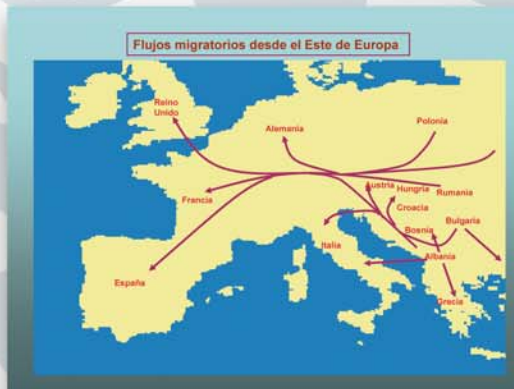 Flujos migratorios desde el Este de Europa
Reino
Unido
Alemania
Polonia
Austria
Hungria
Rumania
Francia
Croacia
Bulgaria
Bosnia
Italia
Albania
España
Grecia